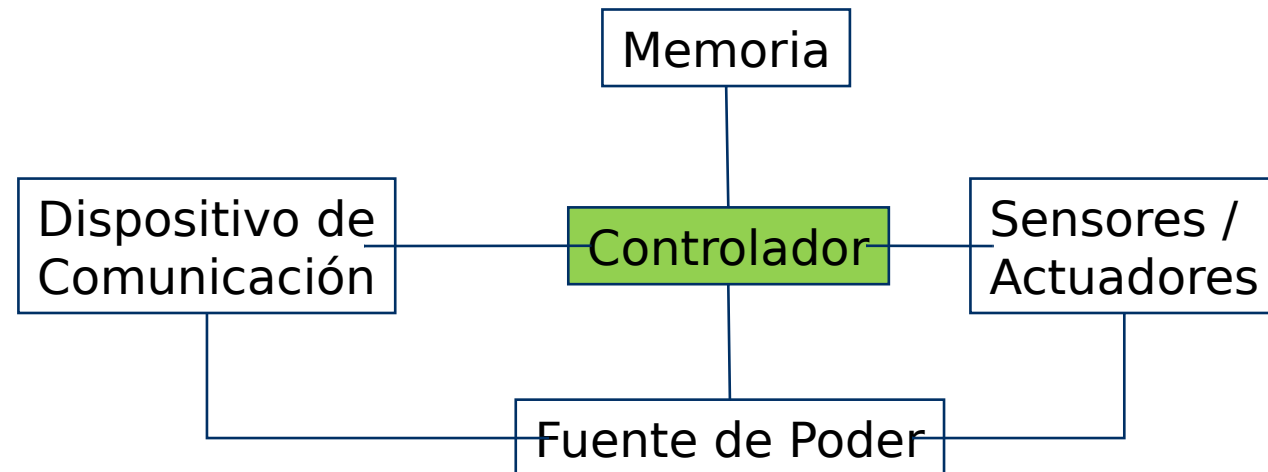 Memoria
Dispositivo de
Comunicación
Controlador
Sensores /
Actuadores
Fuente de Poder